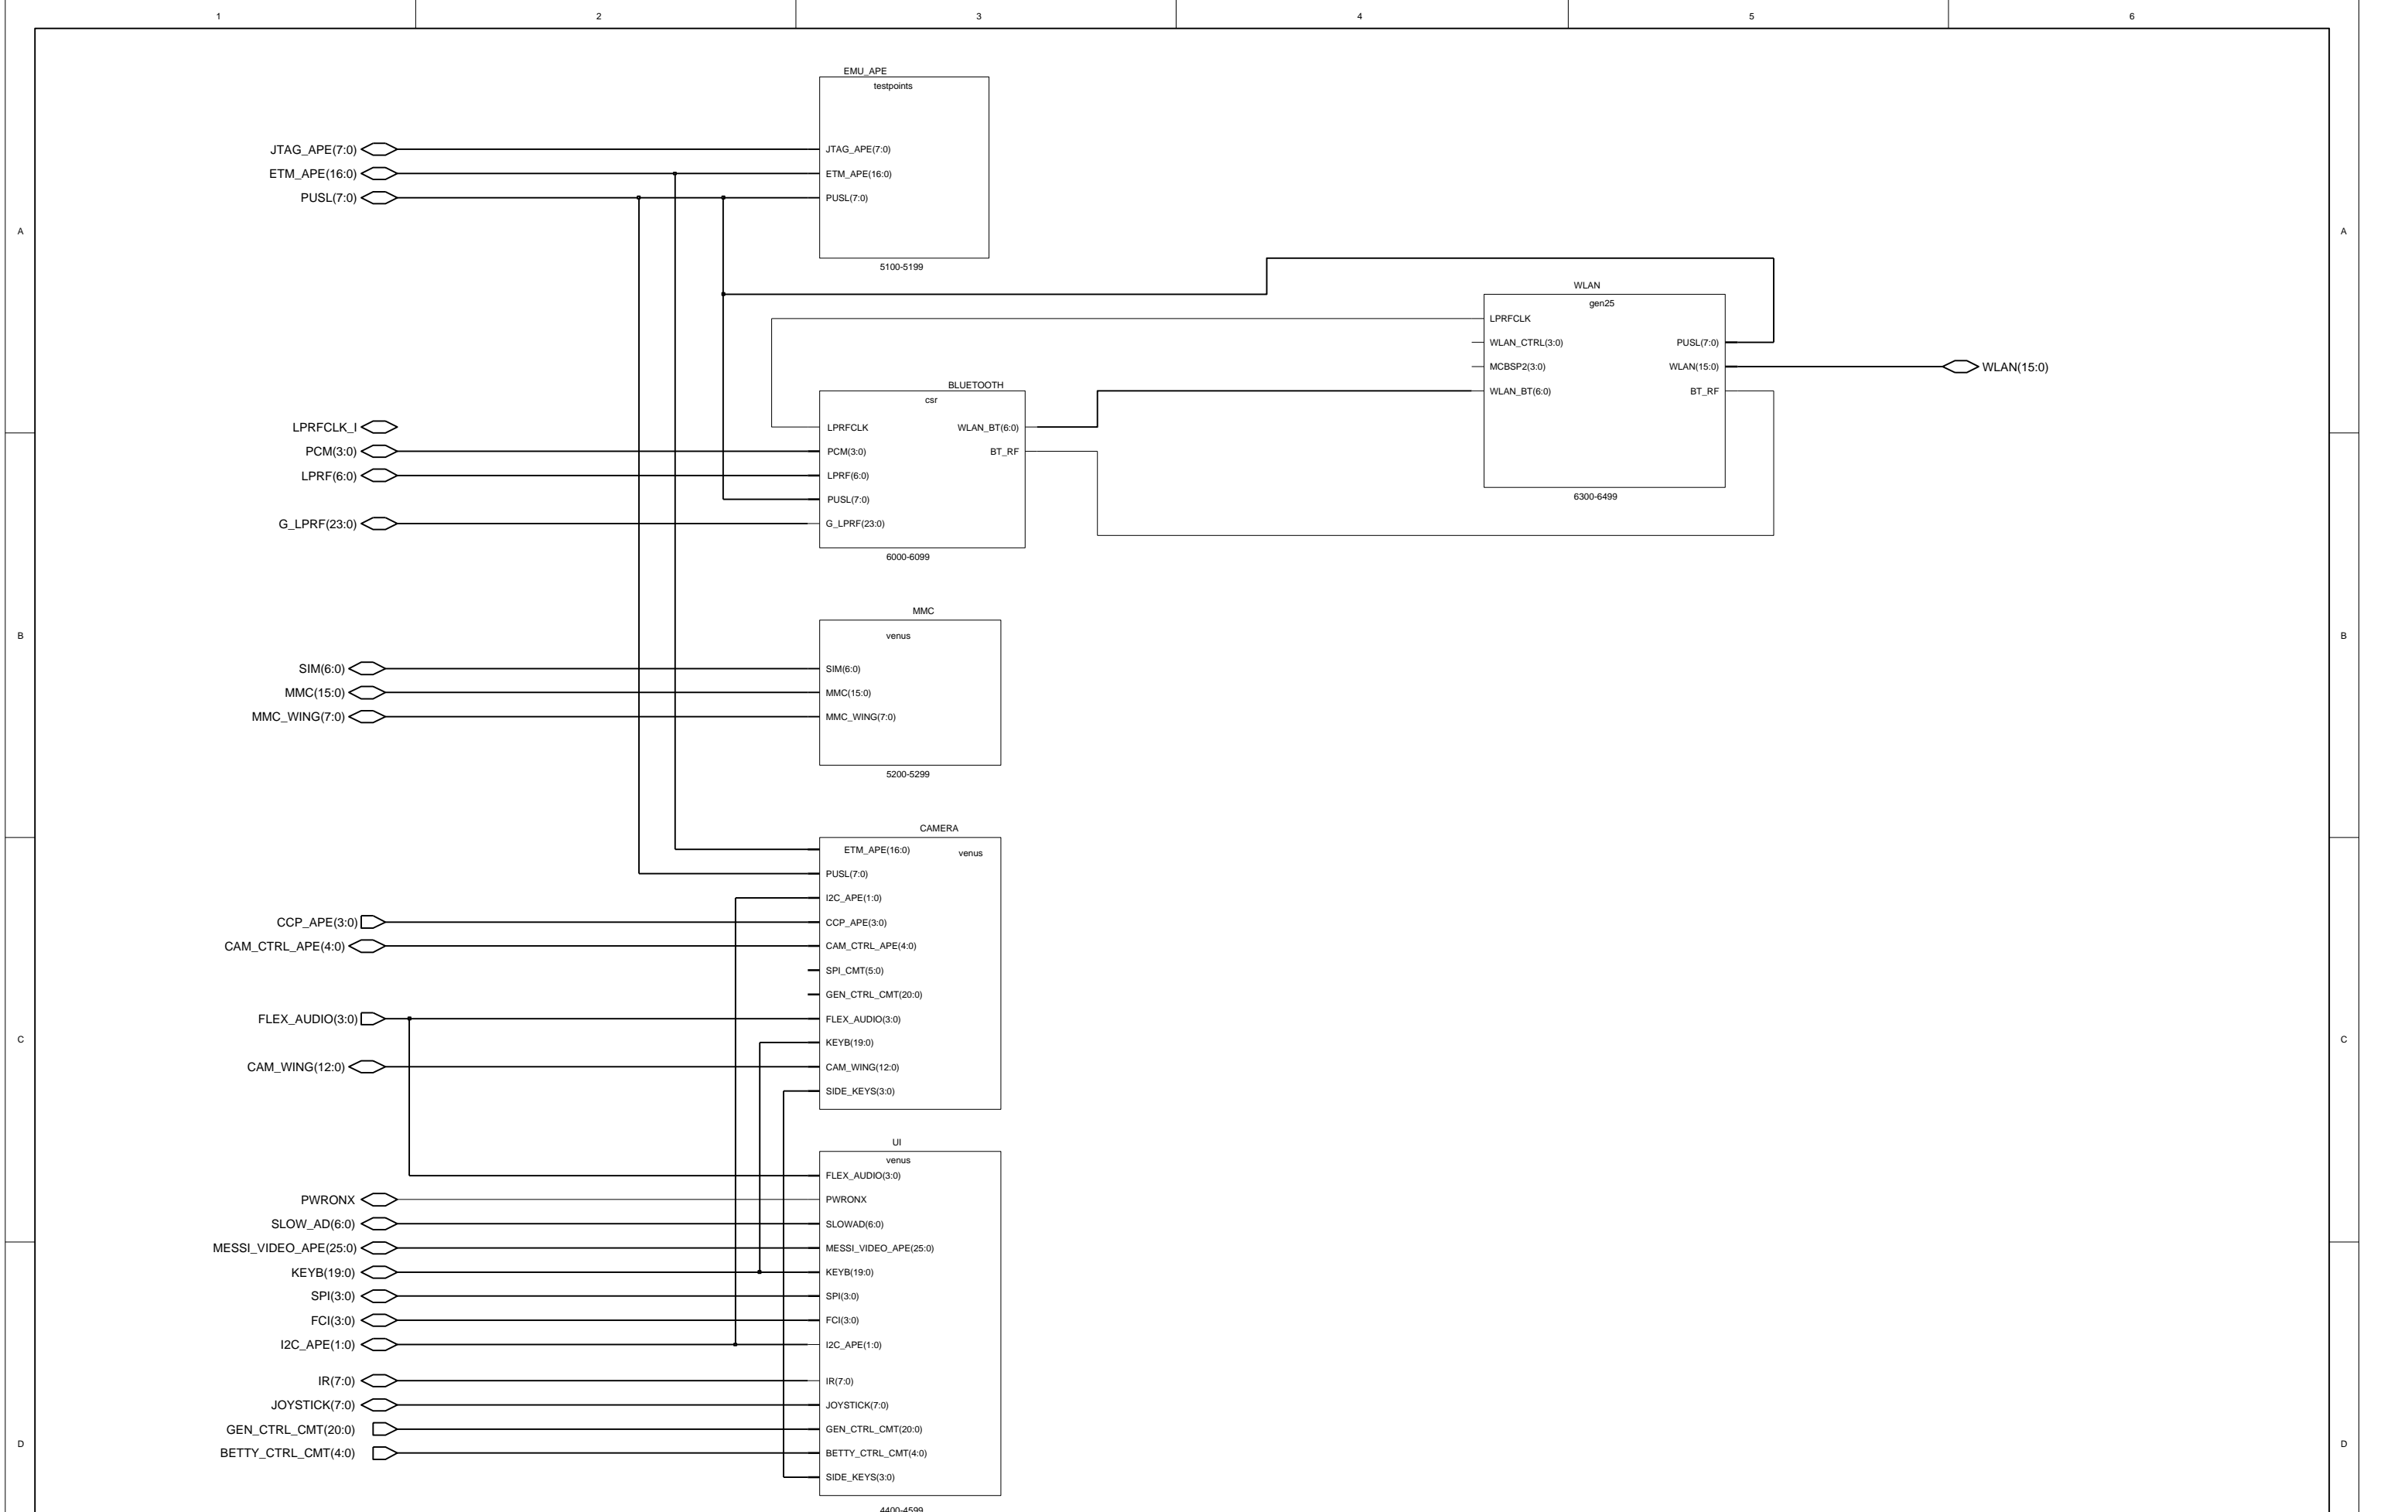 1 2 3 4 5 6
EMU_APE
testpoints
JTAG_APE(7:0) JTAG_APE(7:0)
ETM_APE(16:0) ETM_APE(16:0)
PUSL(7:0) PUSL(7:0)
A A
5100-5199
WLAN
gen25
LPRFCLK
WLAN_CTRL(3:0) PUSL(7:0)
MCBSP2(3:0) WLAN(15:0) WLAN(15:0)
WLAN_BT(6:0) BT_RF
6300-6499
BLUETOOTH
csr
LPRFCLK_I LPRFCLK WLAN_BT(6:0)
PCM(3:0) PCM(3:0) BT_RF
LPRF(6:0) LPRF(6:0)
PUSL(7:0)
G_LPRF(23:0) G_LPRF(23:0)
6000-6099
MMC
B venus B
SIM(6:0) SIM(6:0)
MMC(15:0) MMC(15:0)
MMC_WING(7:0) MMC_WING(7:0)
5200-5299
CAMERA
ETM_APE(16:0) venus
PUSL(7:0)
I2C_APE(1:0)
CCP_APE(3:0) CCP_APE(3:0)
CAM_CTRL_APE(4:0) CAM_CTRL_APE(4:0)
SPI_CMT(5:0)
GEN_CTRL_CMT(20:0)
FLEX_AUDIO(3:0) FLEX_AUDIO(3:0)
C KEYB(19:0) C
CAM_WING(12:0) CAM_WING(12:0)
SIDE_KEYS(3:0)
UI
venus
FLEX_AUDIO(3:0)
PWRONX PWRONX
SLOW_AD(6:0) SLOWAD(6:0)
MESSI_VIDEO_APE(25:0) MESSI_VIDEO_APE(25:0)
KEYB(19:0) KEYB(19:0)
SPI(3:0) SPI(3:0)
FCI(3:0) FCI(3:0)
I2C_APE(1:0) I2C_APE(1:0)
IR(7:0) IR(7:0)
JOYSTICK(7:0) JOYSTICK(7:0)
GEN_CTRL_CMT(20:0) GEN_CTRL_CMT(20:0)
D D
BETTY_CTRL_CMT(4:0) BETTY_CTRL_CMT(4:0)
SIDE_KEYS(3:0)
4400-4599